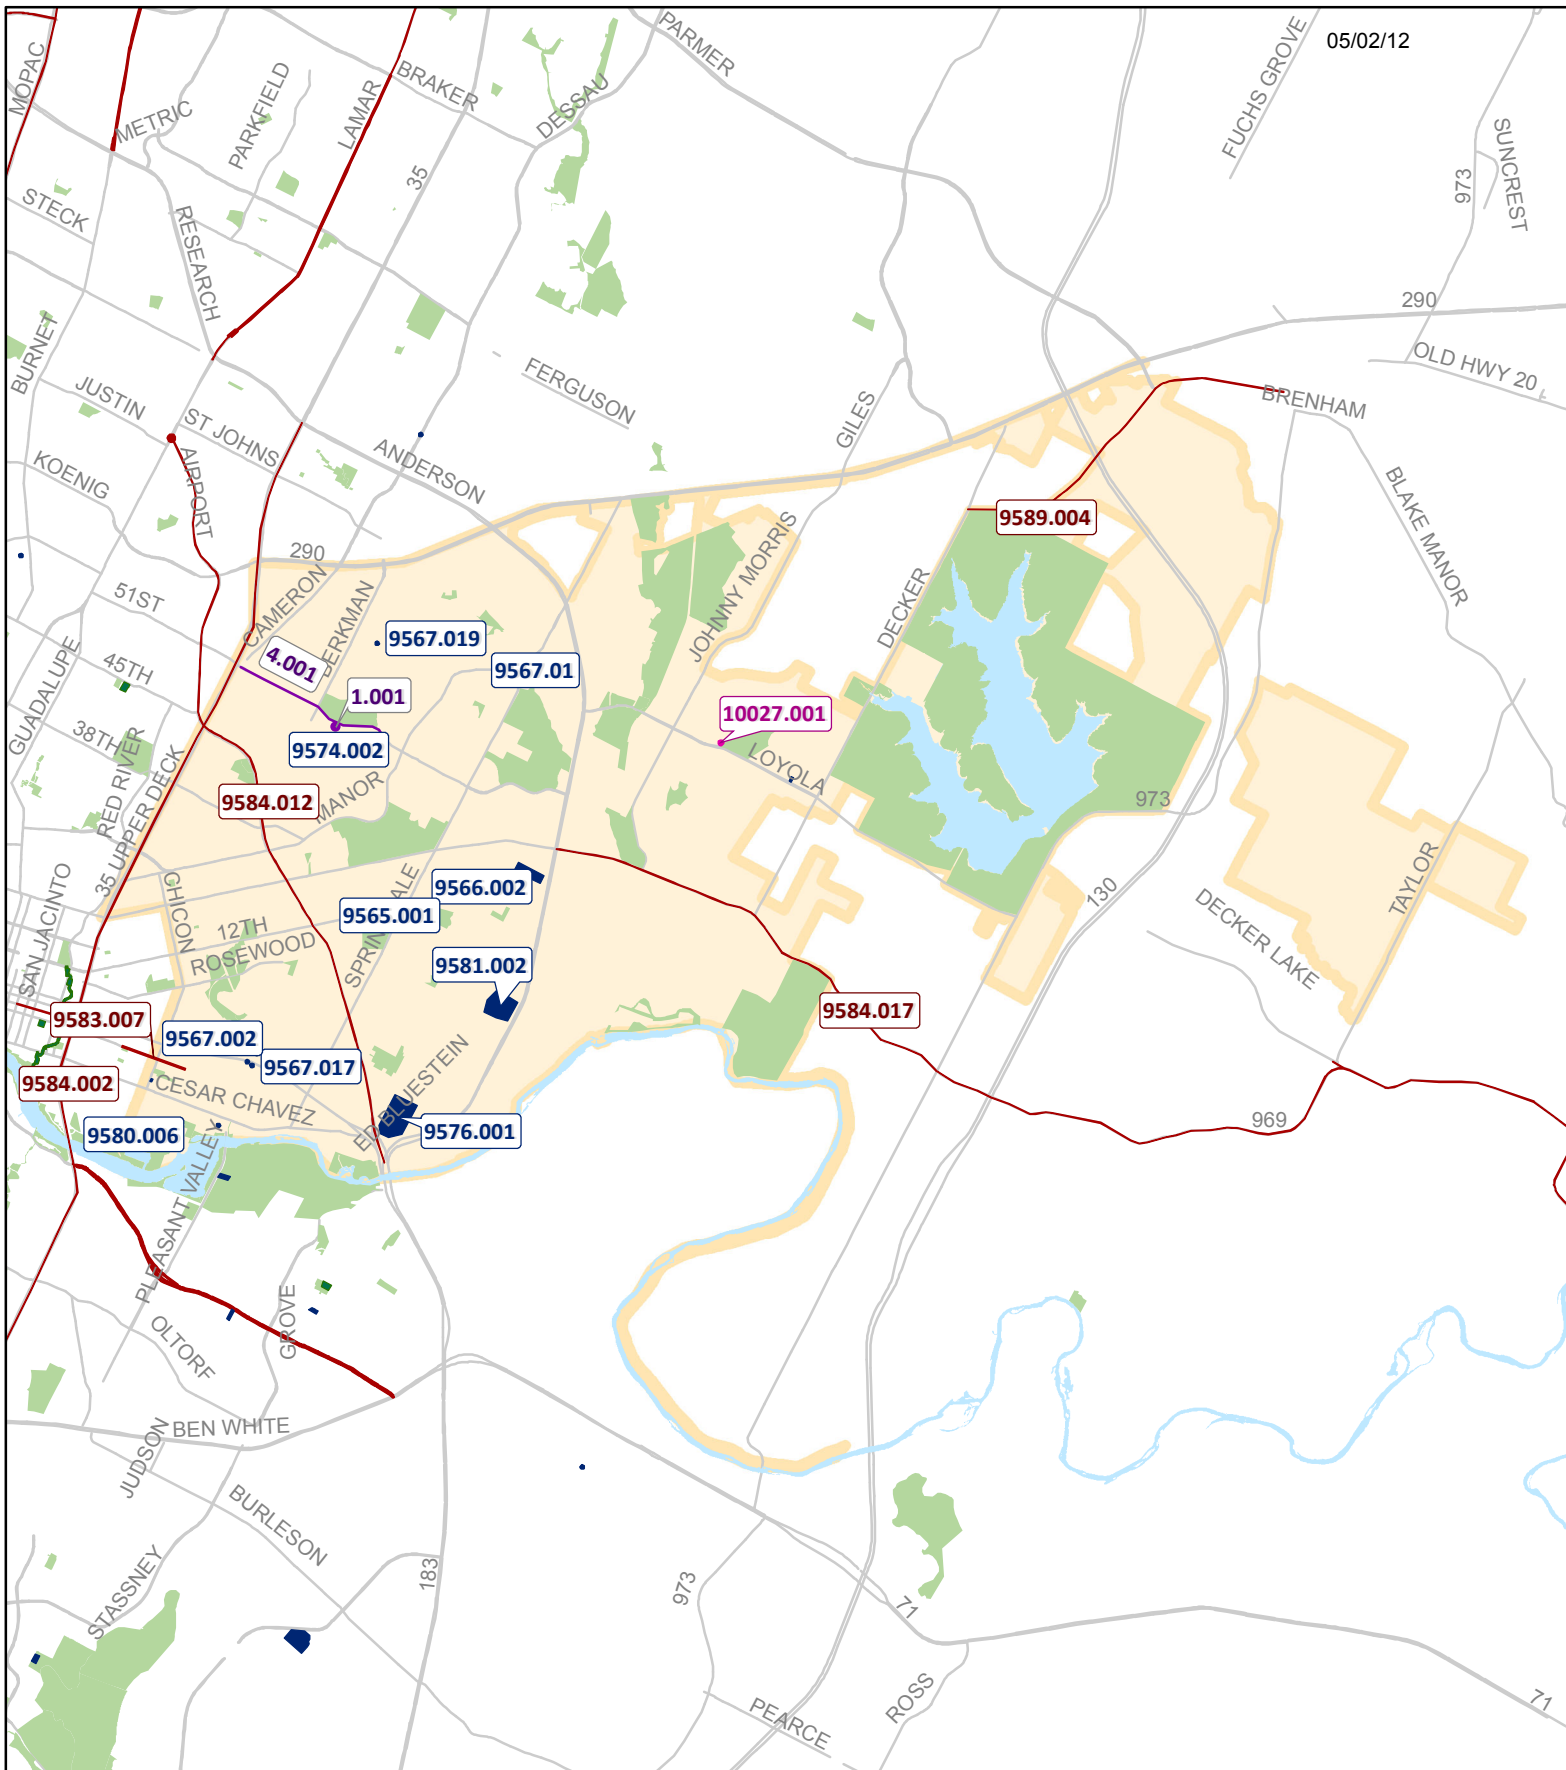 05/02/12
MOPAC
METRIC
PARKFIELD
LAMAR
BRAKER
DESSAU
PARMER
FUCHS GROVE
SUNCREST
973
35
STECK
RESEARCH
290
OLD HWY 20
BRENHAM
BURNET
JUSTIN
ST JOHNS
FERGUSON
GILES
KOENIG
AIRPORT
ANDERSON
BLAKE MANOR
9589.004
290
JOHNNY MORRIS
DECKER
51ST
CAMERON
BERKMAN
9567.019
4.001
9567.01
GUADALUPE
45TH
1.001
10027.001
38TH
RED RIVER
9574.002
LOYOLA
35 UPPER DECK
9584.012
MANOR
973
TAYLOR
CHICON
9566.002
SAN JACINTO
9565.001
130
DECKER LAKE
12TH
ROSEWOOD
9581.002
9583.007
9584.017
9567.002
9567.017
9584.002
CESAR CHAVEZ
ED BLUESTEIN
9580.006
9576.001
969
PLEASANT VALLEY
GROVE
OLTORF
BEN WHITE
JUDSON
BURLESON
STASSNEY
183
973
71
ROSS
PEARCE
71